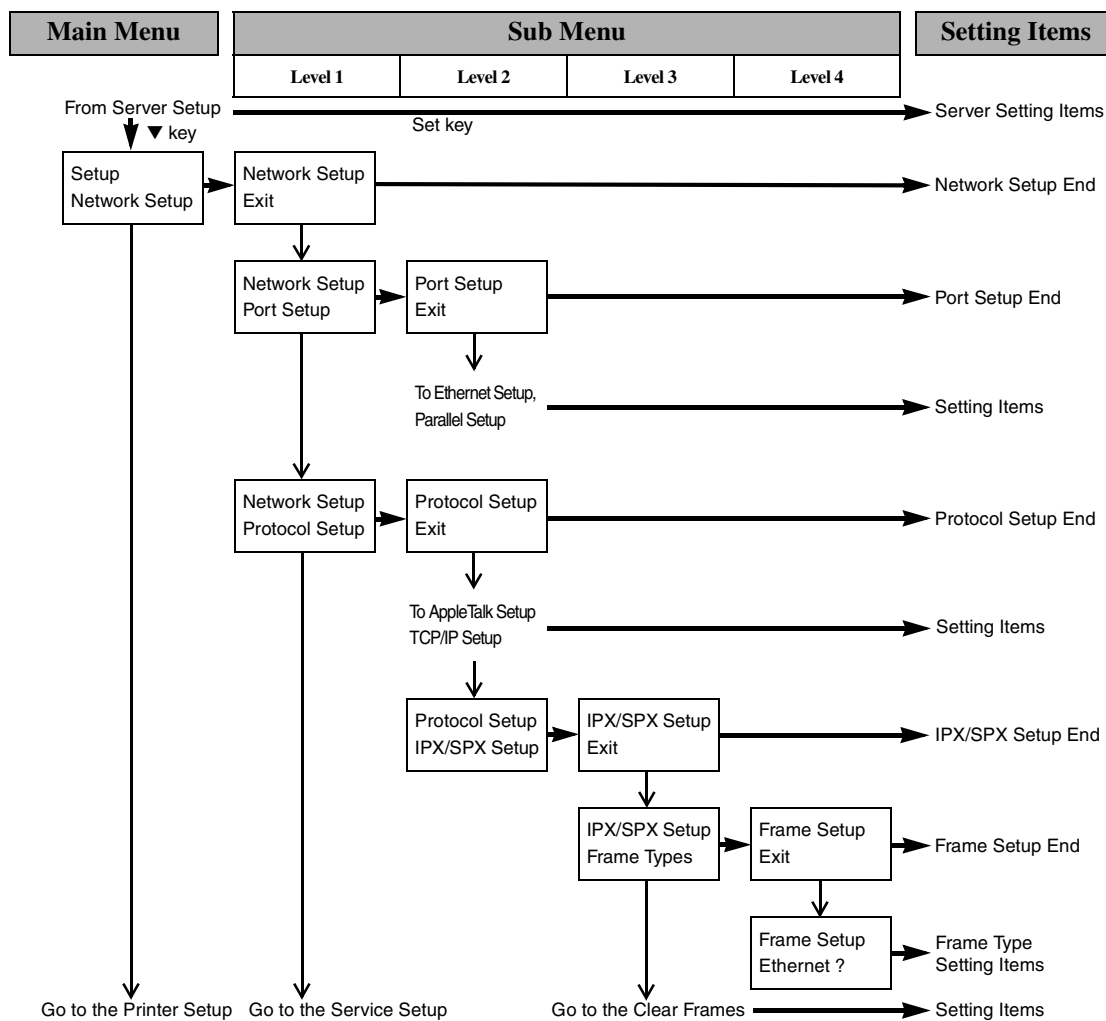 Main Menu
Sub Menu
Setting Items
Level 1
Level 2
Level 3
Level 4
From Server Setup
Set key
Server Setting Items
▼ key
Setup
Network Setup
Network Setup
Exit
Network Setup End
Network Setup
Port Setup
Port Setup
Exit
Port Setup End
To Ethernet Setup,
Parallel Setup
Setting Items
Network Setup
Protocol Setup
Protocol Setup
Exit
Protocol Setup End
To AppleTalk Setup
TCP/IP Setup
Setting Items
Protocol Setup
IPX/SPX Setup
IPX/SPX Setup
Exit
IPX/SPX Setup End
IPX/SPX Setup
Frame Types
Frame Setup
Exit
Frame Setup End
Frame Setup
Ethernet ?
Frame Type
Setting Items
Go to the Printer Setup
Go to the Service Setup
Go to the Clear Frames
Setting Items